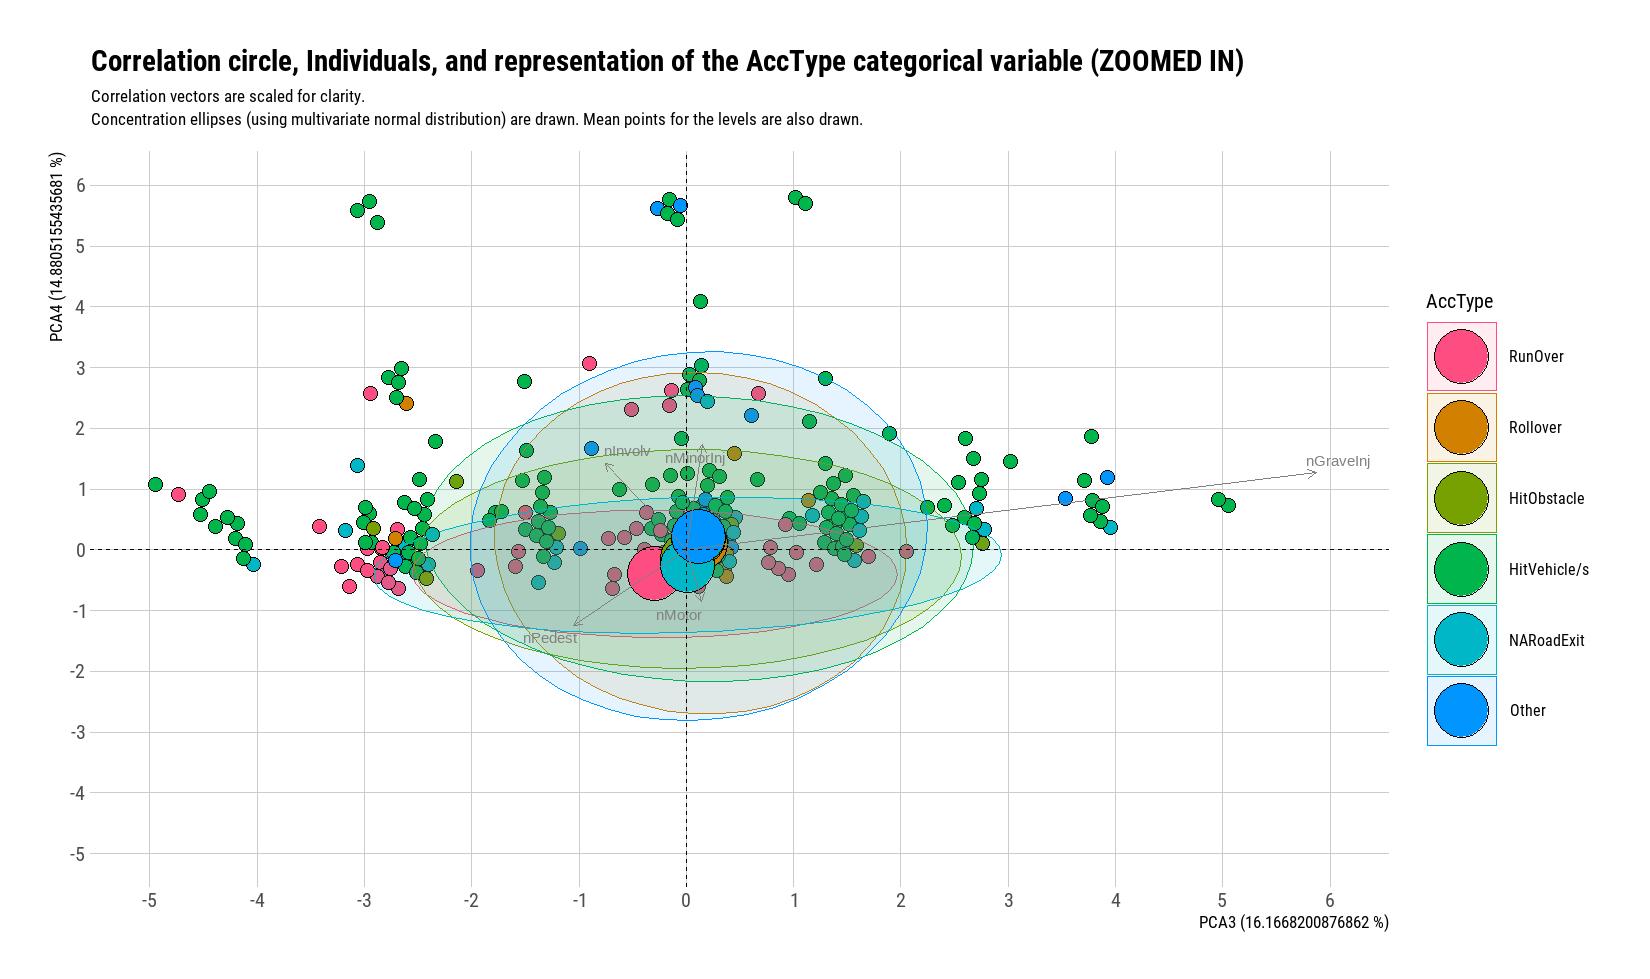 Correlation circle, Individuals, and representation of the AccType categorical variable (ZOOMED IN)
Correlation vectors are scaled for clarity.
Concentration ellipses (using multivariate normal distribution) are drawn. Mean points for the levels are also drawn.
PCA4 (14.8805155435681 %)
6
5
4
3
2
1
0
-1
-2
-3
-4
-5
nInvolv
nMinorInj
nGraveInj
nMotor
nPedest
-5 -4 -3 -2 -1 0 1 2 3 4 5 6
PCA3 (16.1668200876862 %)
AccType
RunOver
Rollover
HitObstacle
HitVehicle/s
NARoadExit
Other